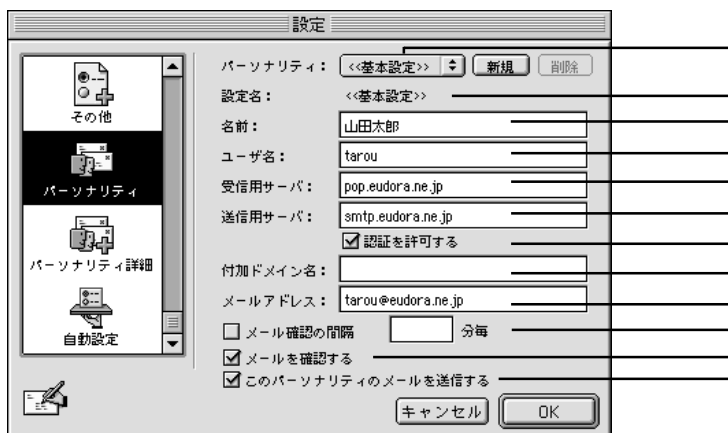 設定
その他
パーソナリティ
パーソナリティ詳細
自動設定
パーソナリティ： <<基本設定>> 新規 削除
設定名： <<基本設定>>
名前： 山田太郎
ユーザ名： tarou
受信用サーバ： pop.eudora.ne.jp
送信用サーバ： smtp.eudora.ne.jp
認証を許可する
付加ドメイン名：
メールアドレス： tarou@eudora.ne.jp
メール確認の間隔 分毎
メールを確認する
このパーソナリティのメールを送信する
キャンセル OK